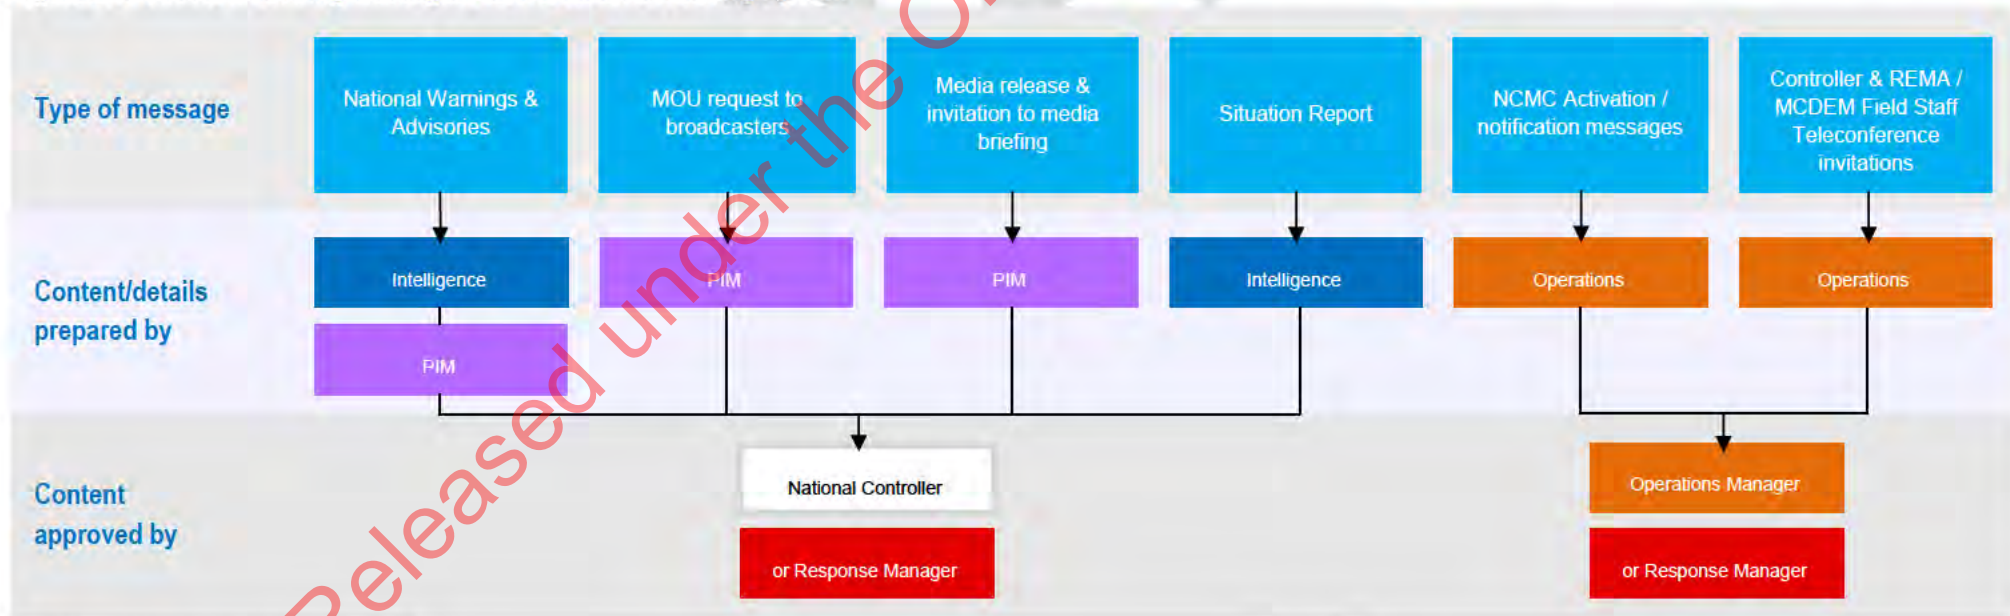 Type of message
National Warnings &
Advisories
MOU request to
broadcasters
Media release &
invitation to media
briefing
Situation Report
NCMC Activation /
notification messages
Controller & REMA /
MCDEM Field Staff
Teleconference
invitations
Content/details
prepared by
Intelligence
PIM
PIM
PIM
Intelligence
Operations
Operations
Content
approved by
National Controller
or Response Manager
Operations Manager
or Response Manager
Released under the